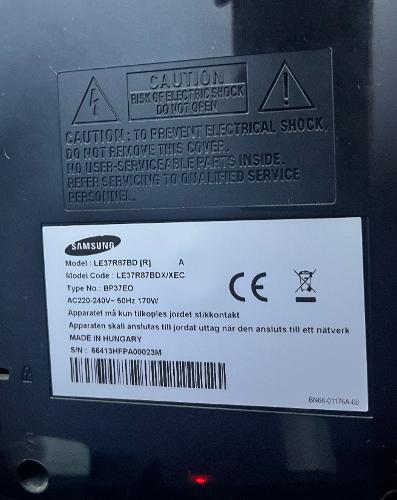 CAUTION
RISK OF ELECTRIC SHOCK
DO NOT OPEN
CAUTION: TO PREVENT ELECTRICAL SHOCK,
DO NOT REMOVE THIS COVER.
NO USER-SERVICEABLE PARTS INSIDE.
REFER SERVICING TO QUALIFIED SERVICE
PERSONNEL.
SAMSUNG
Model : LE37R87BD [R] A
Model Code : LE37R87BDX/XEC
Type No.: BP37EO
AC220-240V~ 50Hz 170W
Apparatet må kun tilkoples jordet stikkontakt
Apparaten skall anslutas till jordat uttag när den ansluts till ett nätverk
MADE IN HUNGARY
S/N : 66413HFPA00023M
CE
BN68-01176A-00